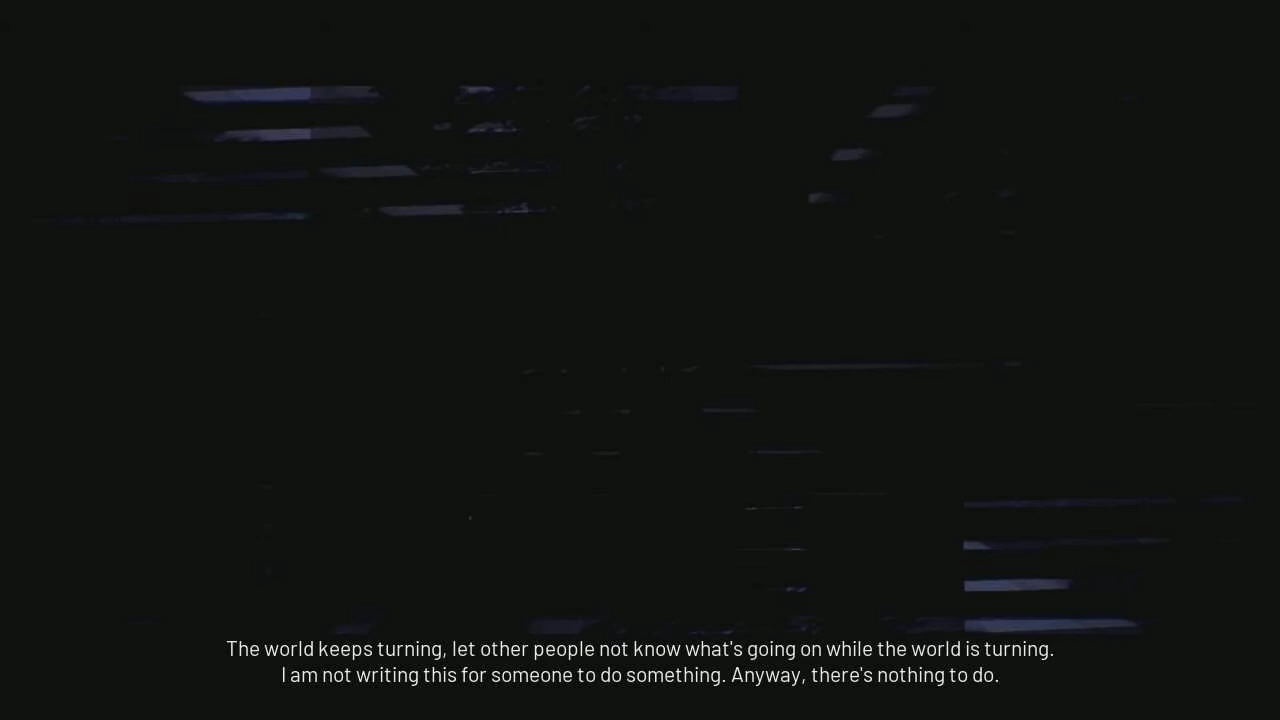 The world keeps turning, let other people not know what's going on while the world is turning.
I am not writing this for someone to do something. Anyway, there's nothing to do.